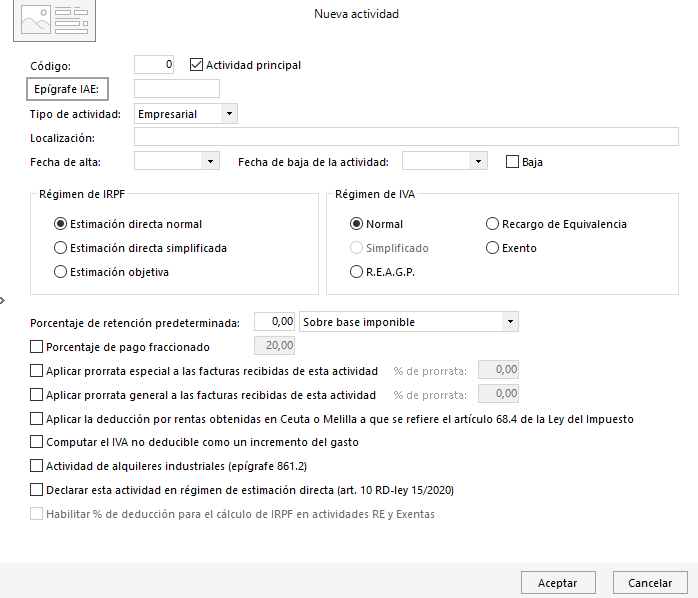 Nueva actividad
Código: 0 Actividad principal
Epígrafe IAE:
Tipo de actividad: Empresarial
Localización:
Fecha de alta: Fecha de baja de la actividad: Baja
Régimen de IRPF Régimen de IVA
Estimación directa normal Normal Recargo de Equivalencia
Estimación directa simplificada Simplificado Exento
Estimación objetiva R.E.A.G.P.
Porcentaje de retención predeterminada: 0,00 Sobre base imponible
Porcentaje de pago fraccionado 20,00
Aplicar prorrata especial a las facturas recibidas de esta actividad % de prorrata: 0,00
Aplicar prorrata general a las facturas recibidas de esta actividad % de prorrata: 0,00
Aplicar la deducción por rentas obtenidas en Ceuta o Melilla a que se refiere el artículo 68.4 de la Ley del Impuesto
Computar el IVA no deducible como un incremento del gasto
Actividad de alquileres industriales (epígrafe 861.2)
Declarar esta actividad en régimen de estimación directa (art. 10 RD-ley 15/2020)
Habilitar % de deducción para el cálculo de IRPF en actividades RE y Exentas
Aceptar Cancelar